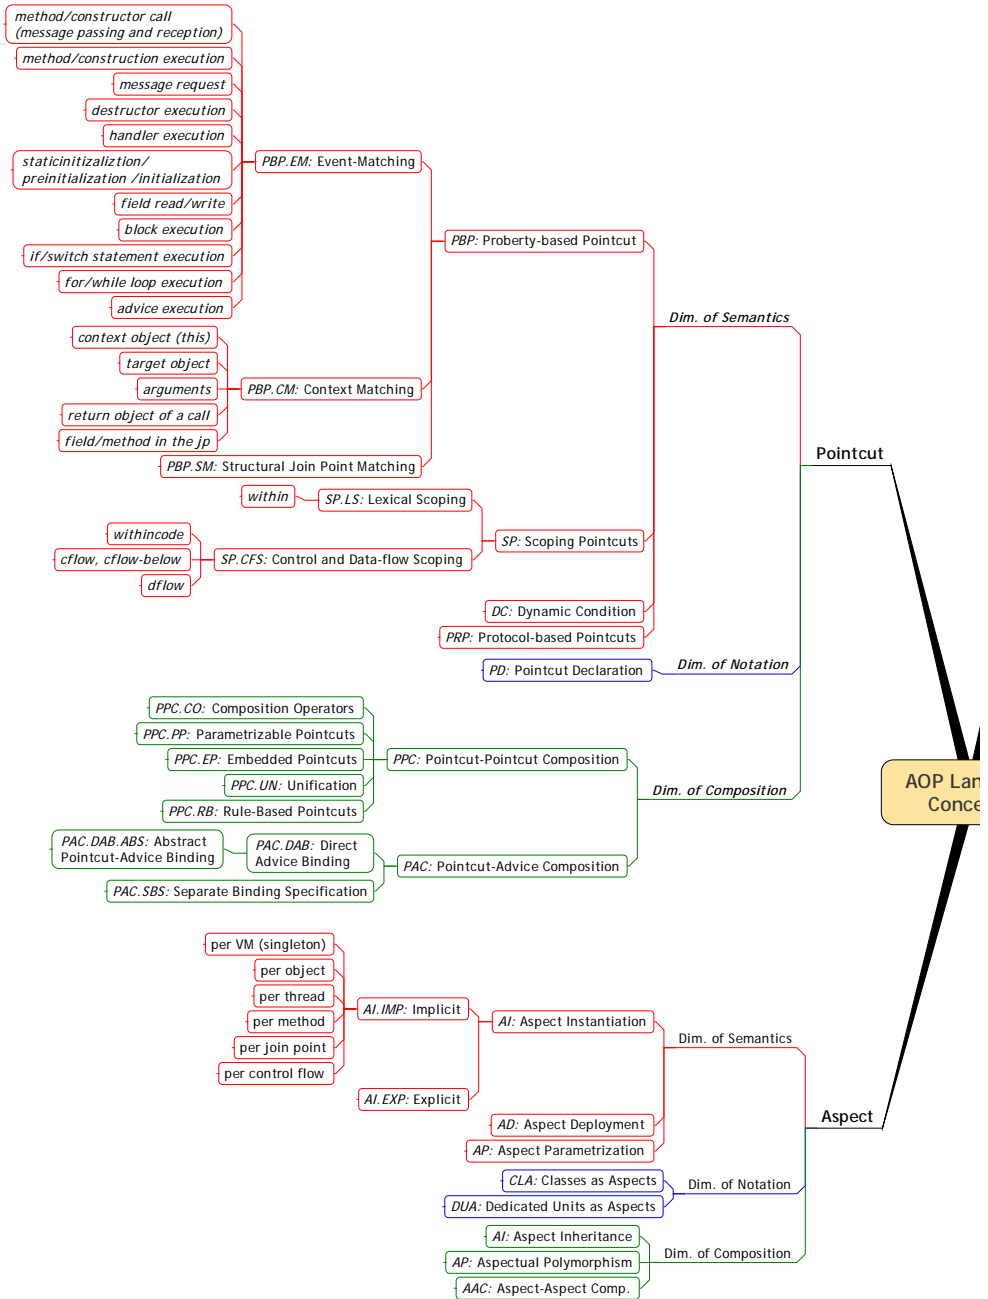 method/constructor call
(message passing and reception)
method/construction execution
message request
destructor execution
handler execution
staticinitizaliztion/
preinitialization /initialization
field read/write
block execution
if/switch statement execution
for/while loop execution
advice execution
PBP.EM: Event-Matching
context object (this)
target object
arguments
return object of a call
field/method in the jp
PBP.CM: Context Matching
PBP.SM: Structural Join Point Matching
PBP: Proberty-based Pointcut
within
SP.LS: Lexical Scoping
withincode
cflow, cflow-below
dflow
SP.CFS: Control and Data-flow Scoping
SP: Scoping Pointcuts
DC: Dynamic Condition
PRP: Protocol-based Pointcuts
Dim. of Semantics
PD: Pointcut Declaration
Dim. of Notation
PPC.CO: Composition Operators
PPC.PP: Parametrizable Pointcuts
PPC.EP: Embedded Pointcuts
PPC.UN: Unification
PPC.RB: Rule-Based Pointcuts
PPC: Pointcut-Pointcut Composition
PAC.DAB.ABS: Abstract
Pointcut-Advice Binding
PAC.DAB: Direct
Advice Binding
PAC.SBS: Separate Binding Specification
PAC: Pointcut-Advice Composition
Dim. of Composition
Pointcut
AOP Lan
Conce
per VM (singleton)
per object
per thread
per method
per join point
per control flow
AI.IMP: Implicit
AI.EXP: Explicit
AI: Aspect Instantiation
AD: Aspect Deployment
AP: Aspect Parametrization
Dim. of Semantics
CLA: Classes as Aspects
DUA: Dedicated Units as Aspects
Dim. of Notation
AI: Aspect Inheritance
AP: Aspectual Polymorphism
AAC: Aspect-Aspect Comp.
Dim. of Composition
Aspect